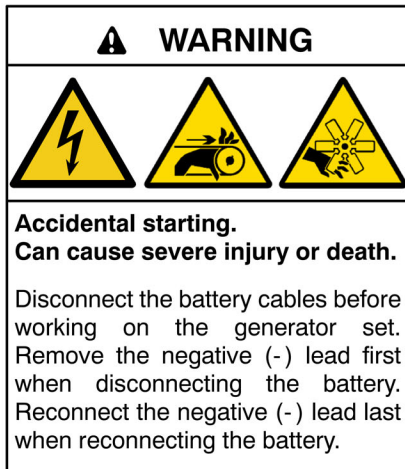 WARNING
Accidental starting.
Can cause severe injury or death.
Disconnect the battery cables before
working on the generator set.
Remove the negative (-) lead first
when disconnecting the battery.
Reconnect the negative (-) lead last
when reconnecting the battery.